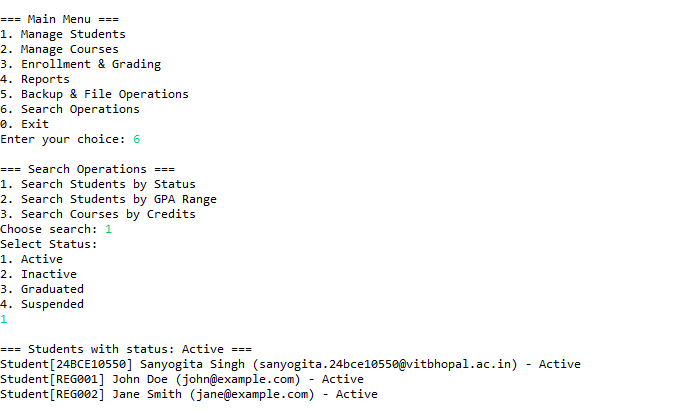 === Main Menu ===
1. Manage Students
2. Manage Courses
3. Enrollment & Grading
4. Reports
5. Backup & File Operations
6. Search Operations
0. Exit
Enter your choice: 6
=== Search Operations ===
1. Search Students by Status
2. Search Students by GPA Range
3. Search Courses by Credits
Choose search: 1
Select Status:
1. Active
2. Inactive
3. Graduated
4. Suspended
1
=== Students with status: Active ===
Student[24BCE10550] Sanyogita Singh (sanyogita.24bce10550@vitbhopal.ac.in) - Active
Student[REG001] John Doe (john@example.com) - Active
Student[REG002] Jane Smith (jane@example.com) - Active